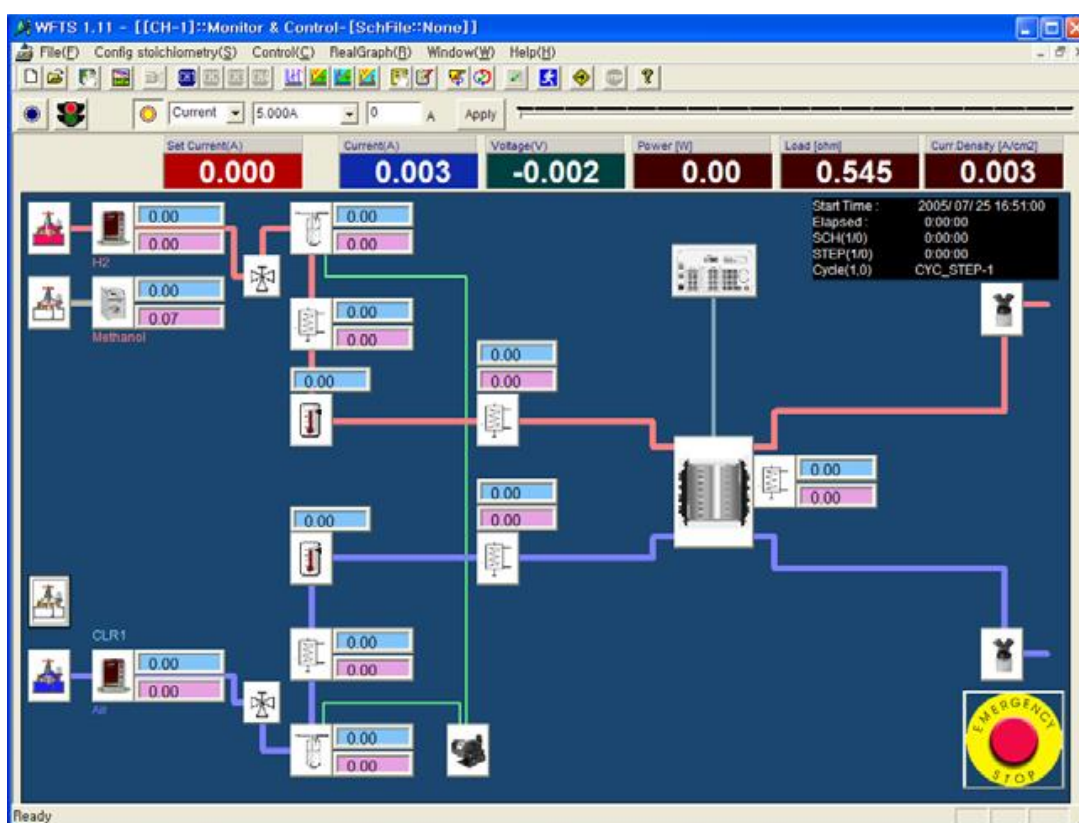 WFTS 1.11 - [[CH-1]::Monitor & Control-[SchFile::None]]
File(F) Config stoichiometry(S) Control(C) RealGraph(R) Window(W) Help(H)
Current 5.000A 0 A Apply
Set Current(A) Current(A) Voltage(V) Power [W] Load [ohm] Curr.Density [A/cm2]
0.000 0.003 -0.002 0.00 0.545 0.003
Start Time : 2005/ 07/ 25 16:51:00
Elapsed : 0:00:00
SCH(1/0) 0:00:00
STEP(1/0) 0:00:00
Cycle(1,0) CYC_STEP-1
0.00 0.00
0.00 0.00
H2
0.00
0.07
Methanol
0.00
0.00
0.00
0.00
0.00
0.00
0.00
0.00
0.00
0.00
0.00
CLR1
0.00
0.00
0.00
0.00
Air
0.00
0.00
EMERGENCY
STOP
Ready